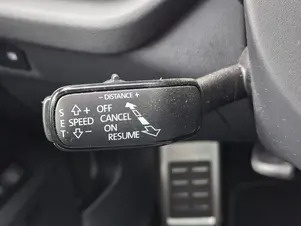 - DISTANCE +
S + OFF
E SPEED CANCEL
T - ON
RESUME